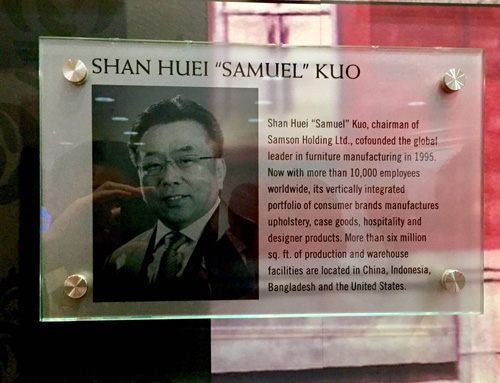 SHAN HUEI “SAMUEL” KUO
Shan Huei “Samuel” Kuo, chairman of
Samson Holding Ltd., cofounded the global
leader in furniture manufacturing in 1995.
Now with more than 10,000 employees
worldwide, its vertically integrated
portfolio of consumer brands manufactures
upholstery, case goods, hospitality and
designer products. More than six million
sq. ft. of production and warehouse
facilities are located in China, Indonesia,
Bangladesh and the United States.